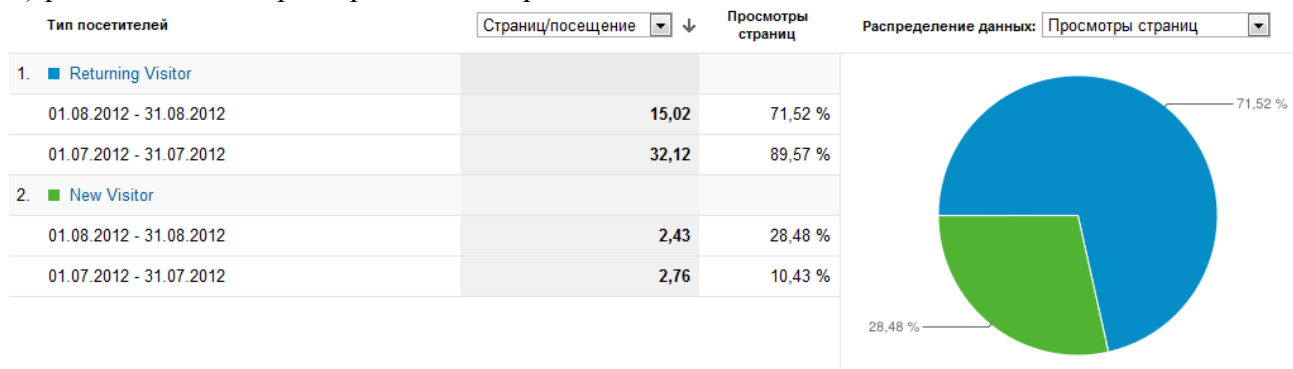 Тип посетителей Страниц/посещение Просмотры страниц Распределение данных: Просмотры страниц
1. Returning Visitor
01.08.2012 - 31.08.2012 15,02 71,52 %
01.07.2012 - 31.07.2012 32,12 89,57 %
2. New Visitor
01.08.2012 - 31.08.2012 2,43 28,48 %
01.07.2012 - 31.07.2012 2,76 10,43 %
71,52 %
28,48 %